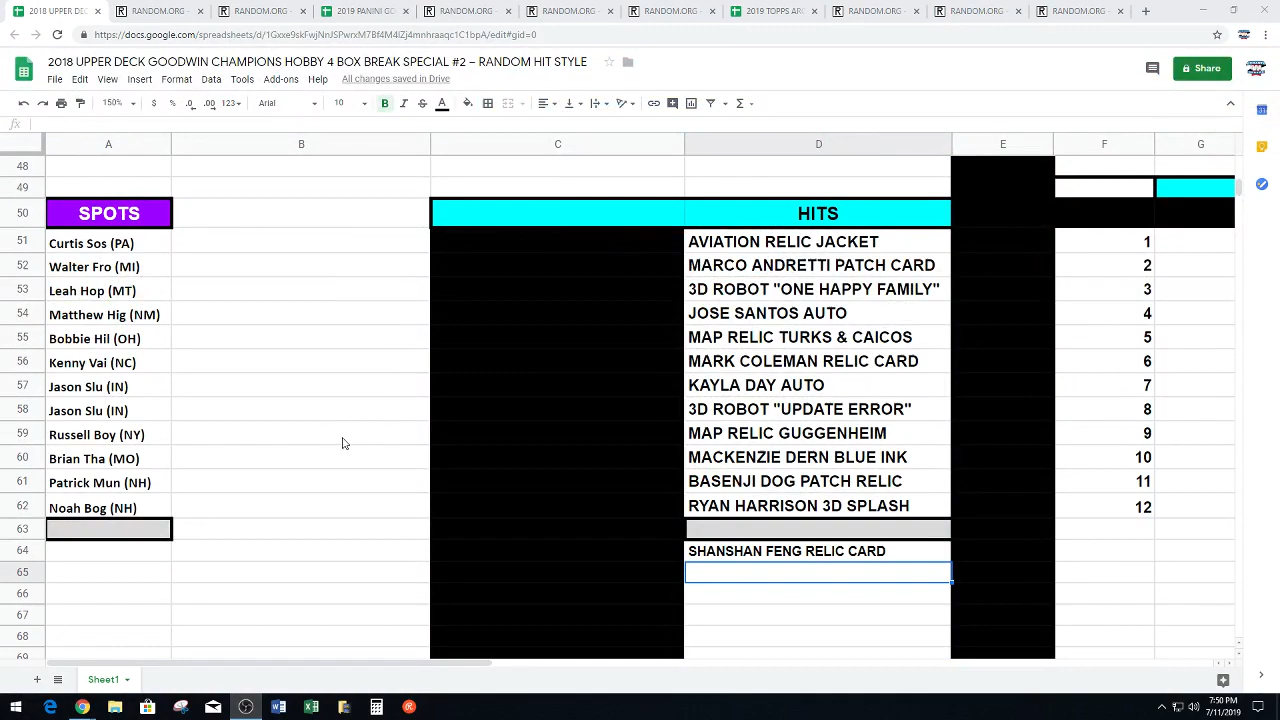 2018 UPPER DEC
RANDOM.ORG -
RANDOM.ORG -
2019 PANINI GO
RANDOM.ORG -
RANDOM.ORG -
RANDOM.ORG -
2019 TOPPS ARC
RANDOM.ORG -
RANDOM.ORG -
RANDOM.ORG -
https://docs.google.com/spreadsheets/d/1Gxxe9skFwjNnJSPwrxM7Bf4M4lZj4mnhraaqc1C1bpA/edit#gid=0
2018 UPPER DECK GOODWIN CHAMPIONS HOBBY 4 BOX BREAK SPECIAL #2 – RANDOM HIT STYLE
File Edit View Insert Format Data Tools Add-ons Help All changes saved in Drive
Share
150% $ % .0 .00 123 Arial 10 B I S A
fx
A B C D E F G
48
49
50 SPOTS HITS
51 Curtis Sos (PA) AVIATION RELIC JACKET 1
52 Walter Fro (MI) MARCO ANDRETTI PATCH CARD 2
53 Leah Hop (MT) 3D ROBOT "ONE HAPPY FAMILY" 3
54 Matthew Hig (NM) JOSE SANTOS AUTO 4
55 Bobbie Hil (OH) MAP RELIC TURKS & CAICOS 5
56 Kenny Vai (NC) MARK COLEMAN RELIC CARD 6
57 Jason Slu (IN) KAYLA DAY AUTO 7
58 Jason Slu (IN) 3D ROBOT "UPDATE ERROR" 8
59 Russell Boy (NY) MAP RELIC GUGGENHEIM 9
60 Brian Tha (MO) MACKENZIE DERN BLUE INK 10
61 Patrick Mun (NH) BASENJI DOG PATCH RELIC 11
62 Noah Bog (NH) RYAN HARRISON 3D SPLASH 12
63
64 SHANSHAN FENG RELIC CARD
65
66
67
68
69
Sheet1
7:50 PM
7/11/2019